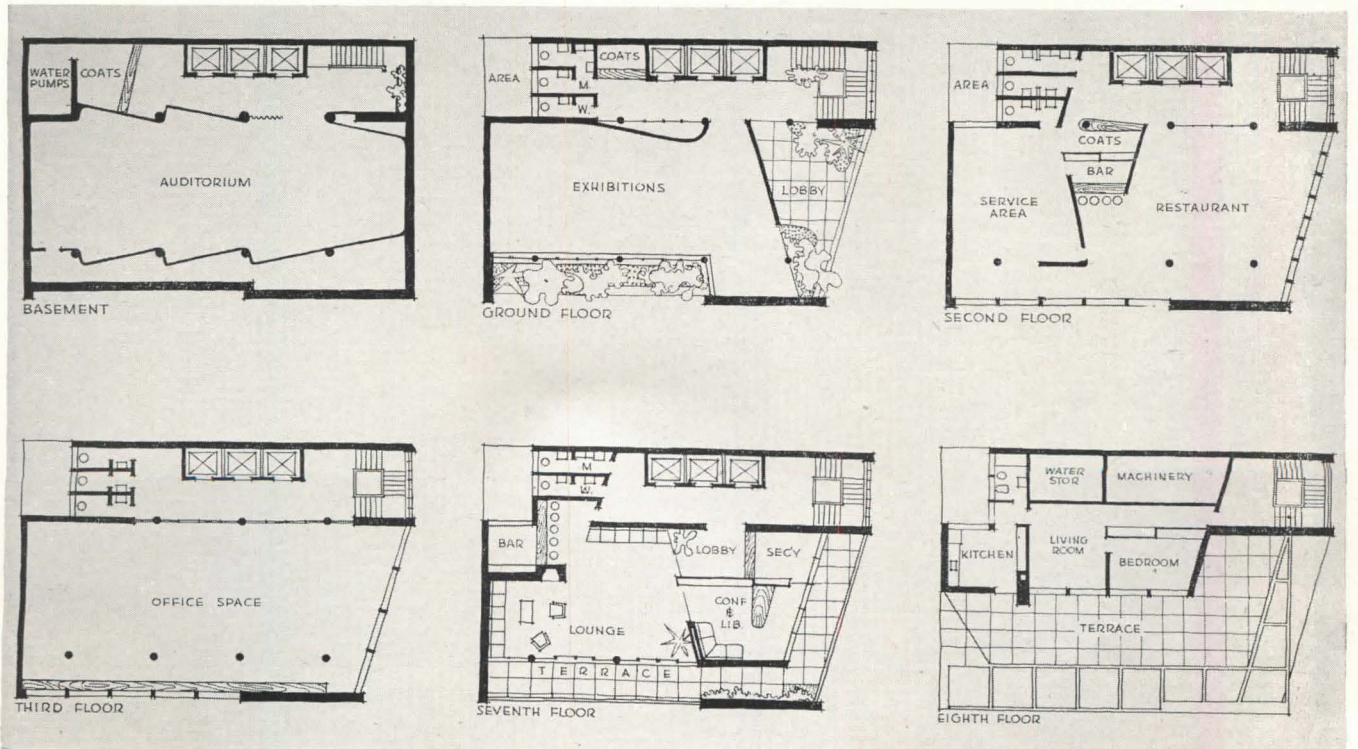 WATER
PUMPS
COATS
AUDITORIUM
BASEMENT
AREA
M.
W.
COATS
EXHIBITIONS
LOBBY
GROUND FLOOR
AREA
COATS
BAR
SERVICE
AREA
RESTAURANT
SECOND FLOOR
OFFICE SPACE
THIRD FLOOR
M
W.
BAR
LOBBY
SEC'Y
CONF
&
LIB
LOUNGE
TERRACE
SEVENTH FLOOR
WATER
STOR
MACHINERY
KITCHEN
LIVING
ROOM
BEDROOM
TERRACE
EIGHTH FLOOR